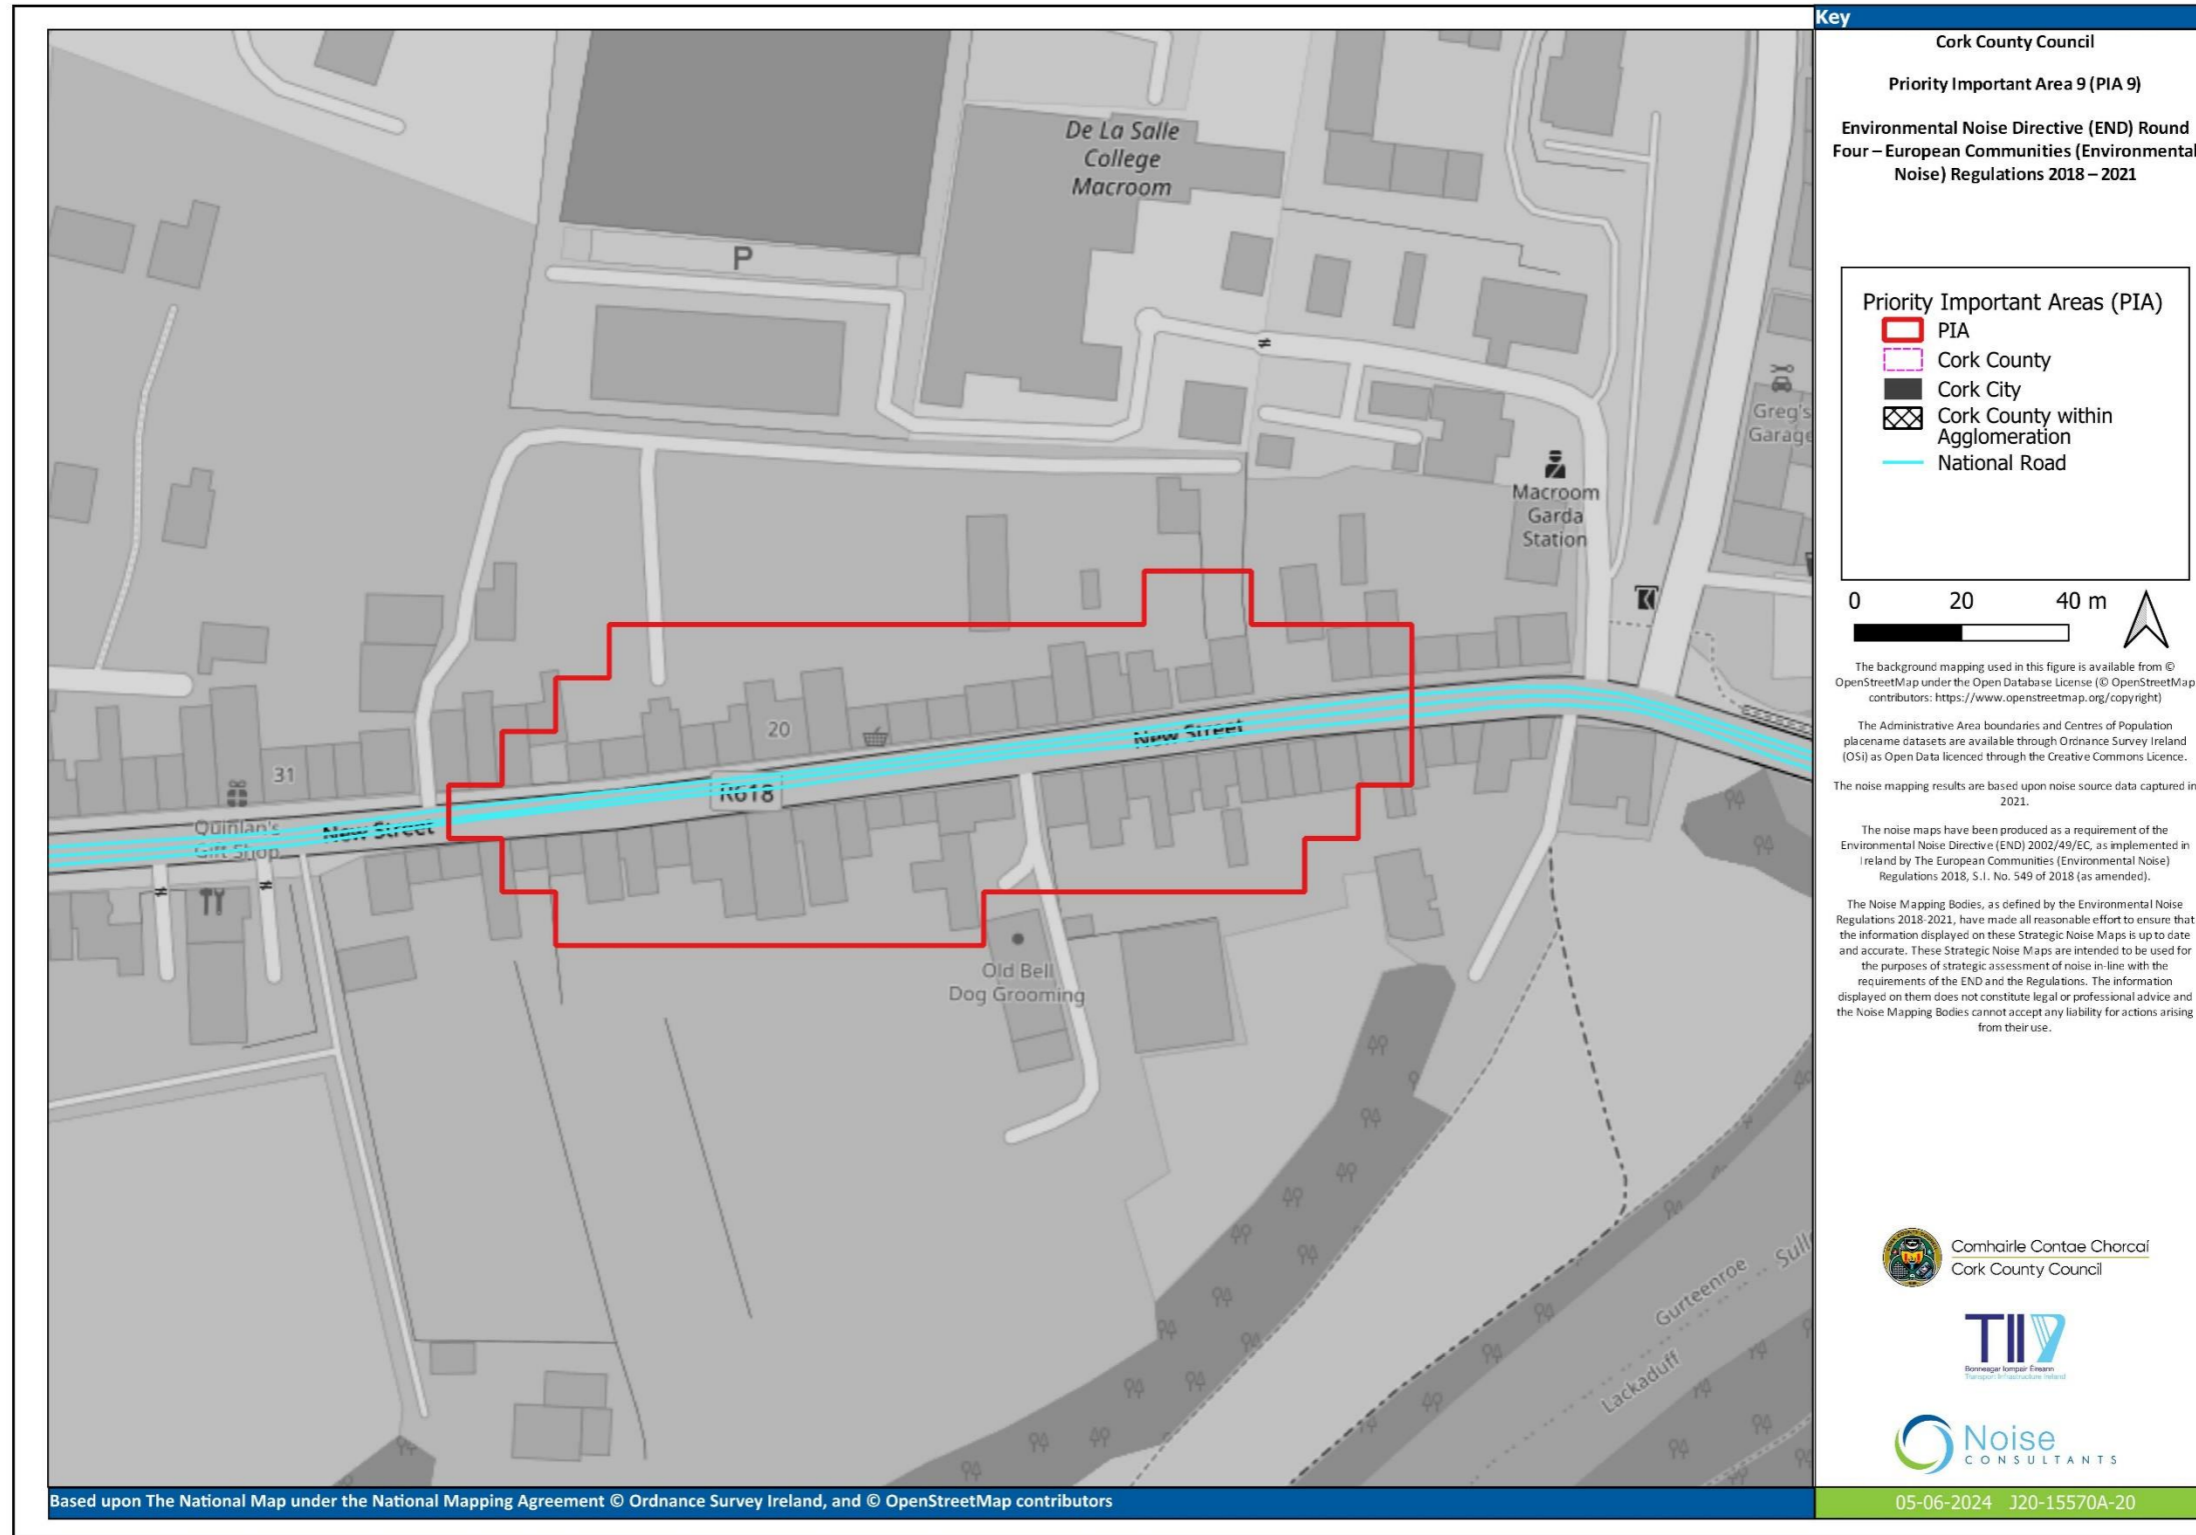 De La Salle
College
Macroom
P
Greg's
Garage
Macroom
Garda
Station
20
31
New Street
R618
Quinlan's
Gift Shop
New Street
Old Bell
Dog Grooming
Gurteenroe
Lackaduff
Based upon The National Map under the National Mapping Agreement © Ordnance Survey Ireland, and © OpenStreetMap contributors
Key
Cork County Council
Priority Important Area 9 (PIA 9)
Environmental Noise Directive (END) Round
Four – European Communities (Environmental
Noise) Regulations 2018 – 2021
Priority Important Areas (PIA)
PIA
Cork County
Cork City
Cork County within
Agglomeration
National Road
0 20 40 m
The background mapping used in this figure is available from ©
OpenStreetMap under the Open Database License (© OpenStreetMap
contributors: https://www.openstreetmap.org/copyright)
The Administrative Area boundaries and Centres of Population
placename datasets are available through Ordnance Survey Ireland
(OSi) as Open Data licenced through the Creative Commons Licence.
The noise mapping results are based upon noise source data captured in
2021.
The noise maps have been produced as a requirement of the
Environmental Noise Directive (END) 2002/49/EC, as implemented in
Ireland by The European Communities (Environmental Noise)
Regulations 2018, S.I. No. 549 of 2018 (as amended).
The Noise Mapping Bodies, as defined by the Environmental Noise
Regulations 2018-2021, have made all reasonable effort to ensure that
the information displayed on these Strategic Noise Maps is up to date
and accurate. These Strategic Noise Maps are intended to be used for
the purposes of strategic assessment of noise in-line with the
requirements of the END and the Regulations. The information
displayed on them does not constitute legal or professional advice and
the Noise Mapping Bodies cannot accept any liability for actions arising
from their use.
Comhairle Contae Chorcaí
Cork County Council
TII
Bonneagar Iompair Éireann
Transport Infrastructure Ireland
Noise
CONSULTANTS
05-06-2024 J20-15570A-20